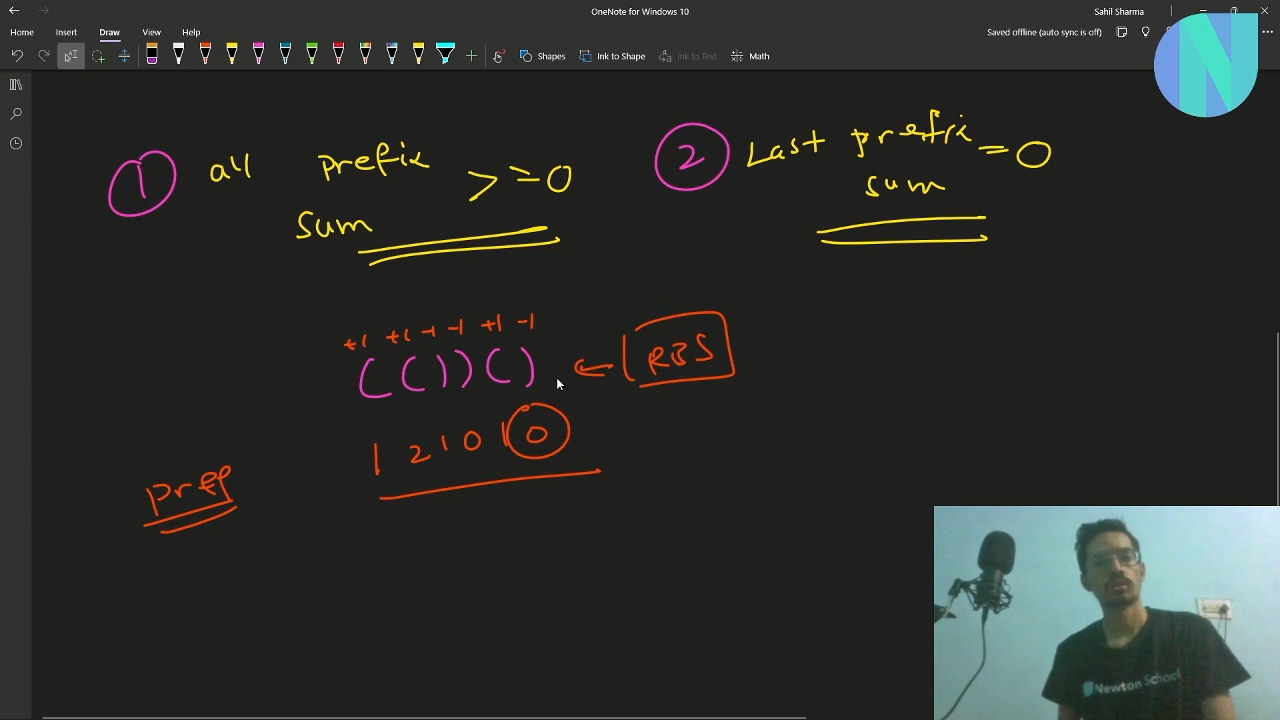 OneNote for Windows 10
Sahil Sharma
Home Insert Draw View Help
Saved offline (auto sync is off)
Shapes Ink to Shape Ink to Text Math
1 all prefix
sum >=0
2 Last prefix
sum =0
+1 +1 -1 -1 +1 -1
(())() ← RBS
1 2 1 0 1 0
pref
Newton School
N